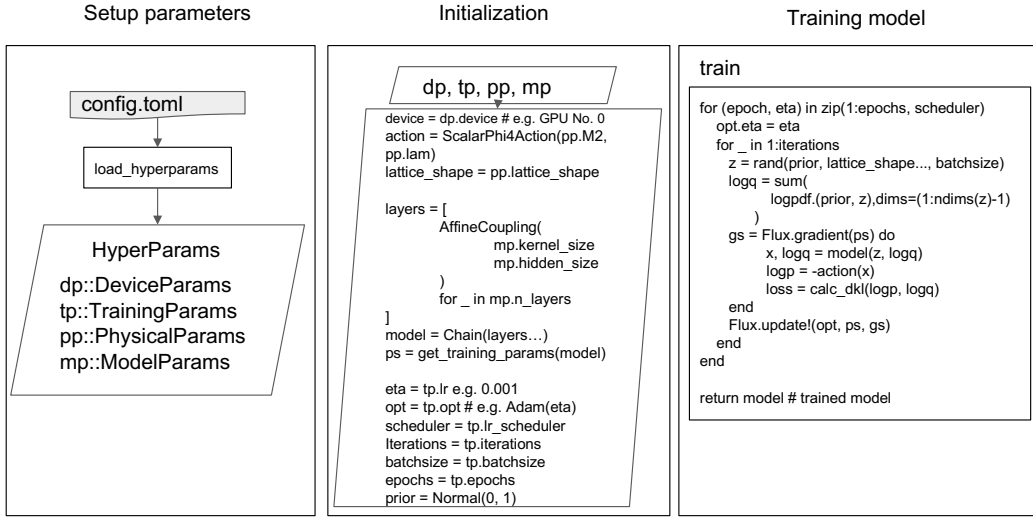 Setup parameters
config.toml
load_hyperparams
HyperParams
dp::DeviceParams
tp::TrainingParams
pp::PhysicalParams
mp::ModelParams
Initialization
dp, tp, pp, mp
device = dp.device # e.g. GPU No. 0
action = ScalarPhi4Action(pp.M2,
pp.lam)
lattice_shape = pp.lattice_shape
layers = [
AffineCoupling(
mp.kernel_size
mp.hidden_size
)
for _ in mp.n_layers
]
model = Chain(layers…)
ps = get_training_params(model)
eta = tp.lr e.g. 0.001
opt = tp.opt # e.g. Adam(eta)
scheduler = tp.lr_scheduler
Iterations = tp.iterations
batchsize = tp.batchsize
epochs = tp.epochs
prior = Normal(0, 1)
Training model
train
for (epoch, eta) in zip(1:epochs, scheduler)
opt.eta = eta
for _ in 1:iterations
z = rand(prior, lattice_shape..., batchsize)
logq = sum(
logpdf.(prior, z),dims=(1:ndims(z)-1)
)
gs = Flux.gradient(ps) do
x, logq = model(z, logq)
logp = -action(x)
loss = calc_dkl(logp, logq)
end
Flux.update!(opt, ps, gs)
end
end
return model # trained model